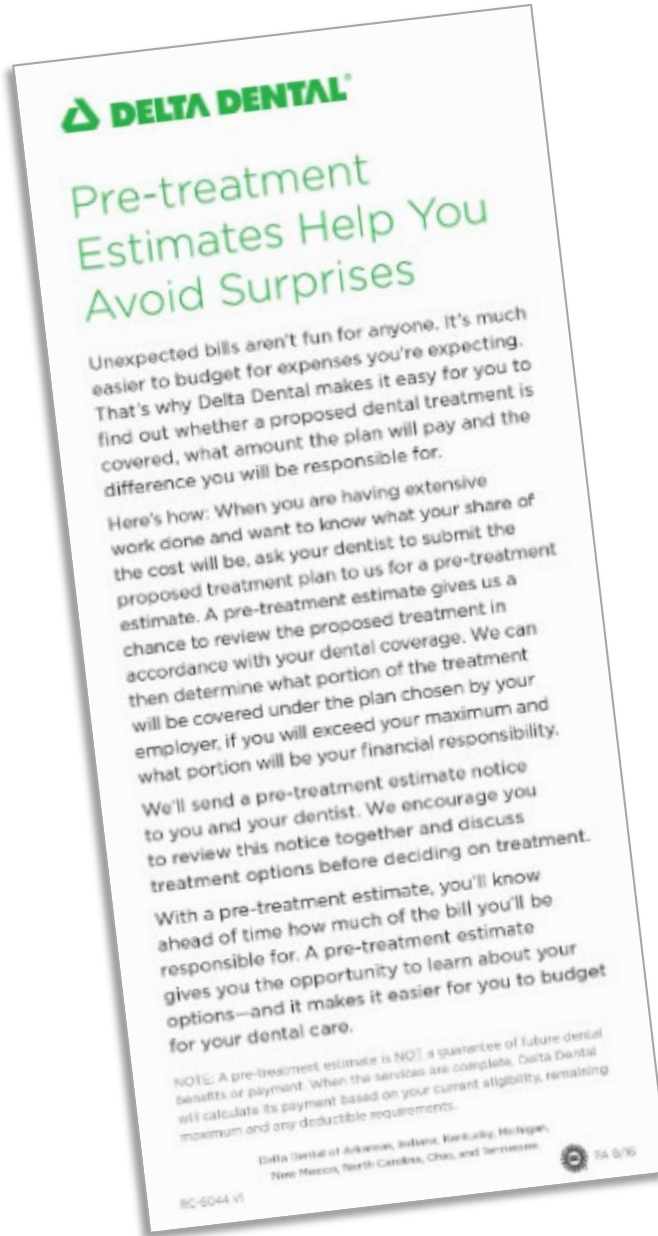 DELTA DENTAL®
Pre-treatment
Estimates Help You
Avoid Surprises
Unexpected bills aren't fun for anyone. It's much
easier to budget for expenses you're expecting.
That's why Delta Dental makes it easy for you to
find out whether a proposed dental treatment is
covered, what amount the plan will pay and the
difference you will be responsible for.
Here's how: When you are having extensive
work done and want to know what your share of
the cost will be, ask your dentist to submit the
proposed treatment plan to us for a pre-treatment
estimate. A pre-treatment estimate gives us a
chance to review the proposed treatment in
accordance with your dental coverage. We can
then determine what portion of the treatment
will be covered under the plan chosen by your
employer, if you will exceed your maximum and
what portion will be your financial responsibility.
We'll send a pre-treatment estimate notice
to you and your dentist. We encourage you
to review this notice together and discuss
treatment options before deciding on treatment.
With a pre-treatment estimate, you'll know
ahead of time how much of the bill you'll be
responsible for. A pre-treatment estimate
gives you the opportunity to learn about your
options—and it makes it easier for you to budget
for your dental care.
NOTE: A pre-treatment estimate is NOT a guarantee of future dental
benefits or payment. When the services are complete, Delta Dental
will calculate its payment based on your current eligibility, remaining
maximum and any deductible requirements.
Delta Dental of Arkansas, Indiana, Kentucky, Michigan,
New Mexico, North Carolina, Ohio, and Tennessee.
RC-6044 V1
PA 8/16